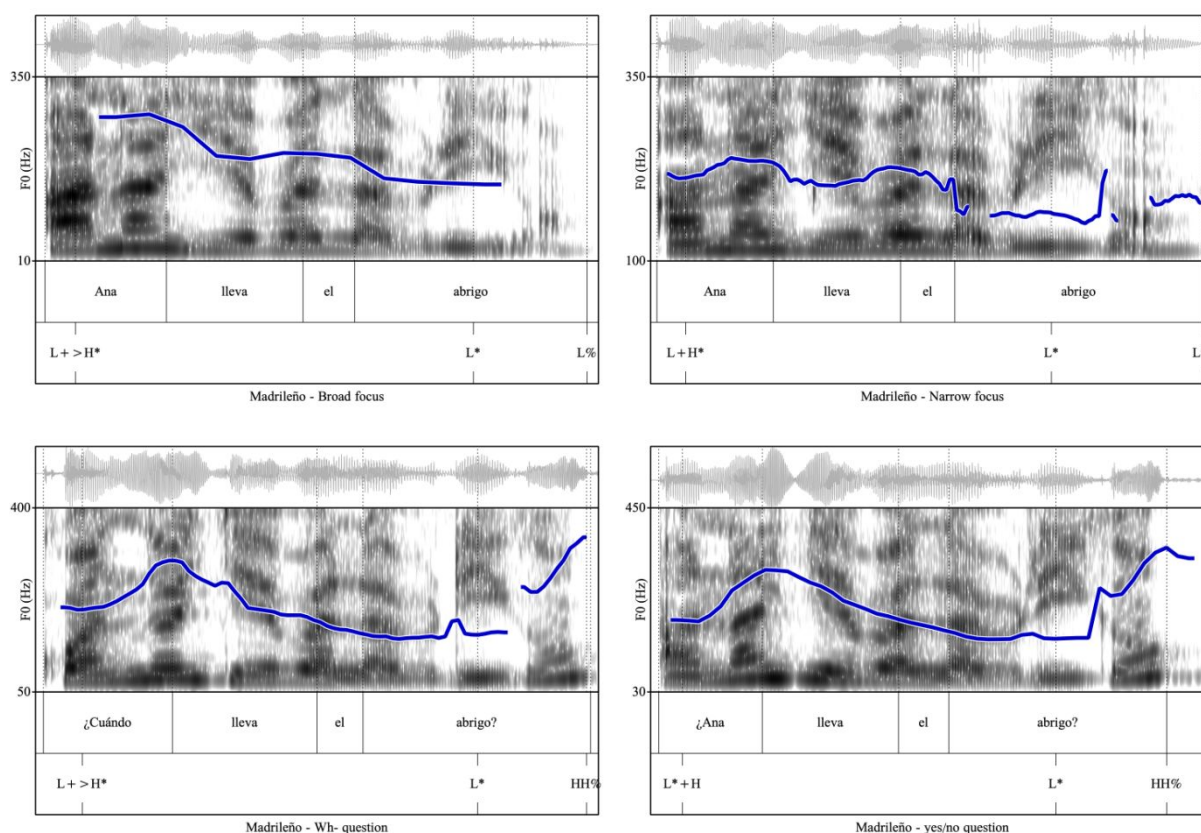 350
F0 (Hz)
10
Ana lleva el abrigo
L+>H* L* L%
Madrileño - Broad focus
350
F0 (Hz)
100
Ana lleva el abrigo
L+H* L* L
Madrileño - Narrow focus
400
F0 (Hz)
50
¿Cuándo lleva el abrigo?
L+>H* L* HH%
Madrileño - Wh- question
450
F0 (Hz)
30
¿Ana lleva el abrigo?
L*+H L* HH%
Madrileño - yes/no question